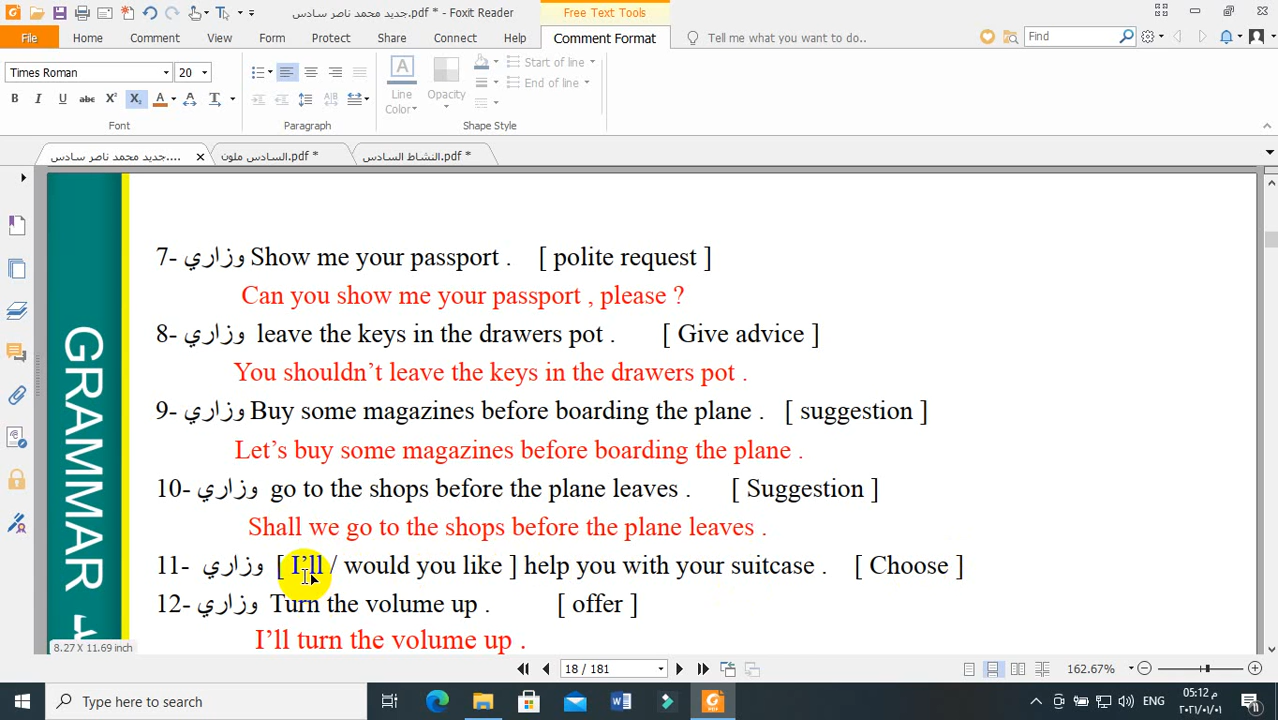 جديد محمد ناصر سادس.pdf * - Foxit Reader
Free Text Tools
File Home Comment View Form Protect Share Connect Help Comment Format Tell me what you want to do.. Find
Times Roman 20
Start of line
End of line
Line Color
Opacity
Font Paragraph Shape Style
جديد محمد ناصر سادس.... السادس ملون.pdf * النشاط السادس.pdf *
7- وزاري Show me your passport . [ polite request ]
Can you show me your passport , please ?
8- وزاري leave the keys in the drawers pot . [ Give advice ]
You shouldn’t leave the keys in the drawers pot .
9- وزاري Buy some magazines before boarding the plane . [ suggestion ]
Let’s buy some magazines before boarding the plane .
10- وزاري go to the shops before the plane leaves . [ Suggestion ]
Shall we go to the shops before the plane leaves .
11- وزاري [ I’ll / would you like ] help you with your suitcase . [ Choose ]
12- وزاري Turn the volume up . [ offer ]
I’ll turn the volume up .
GRAMMAR
8.27 X 11.69 inch
18 / 181
162.67%
Type here to search
ENG
05:12 م
٢٠٢١/٠١/٠١